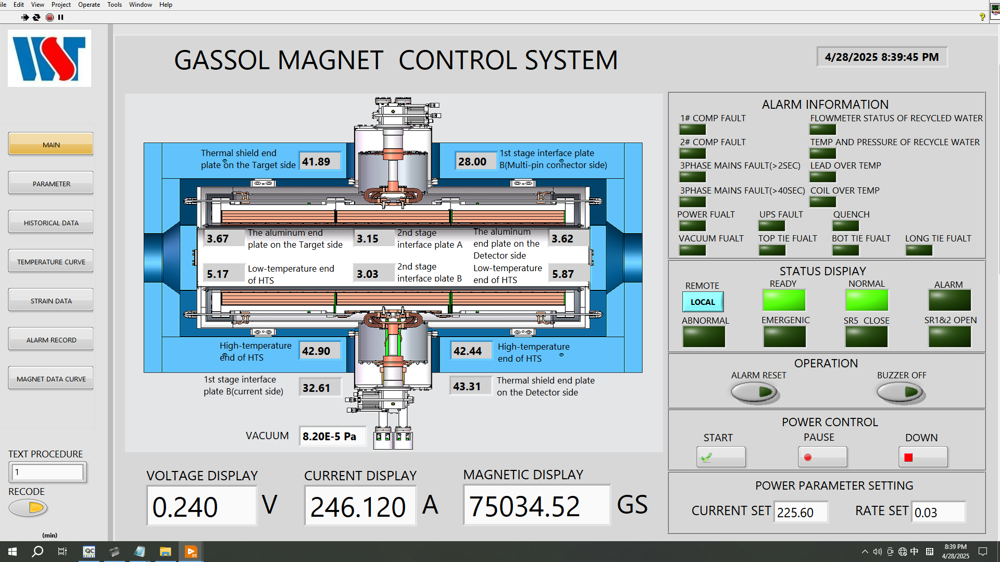 ile Edit View Project Operate Tools Window Help
WST
GASSOL MAGNET CONTROL SYSTEM
4/28/2025 8:39:45 PM
MAIN
PARAMETER
HISTORICAL DATA
TEMPERATURE CURVE
STRAIN DATA
ALARM RECORD
MAGNET DATA CURVE
TEXT PROCEDURE
1
RECODE
(min)
Thermal shield end
plate on the Target side
41.89
28.00
1st stage interface plate
B(Multi-pin connector side)
3.67
The aluminum end
plate on the Target side
3.15
2nd stage
interface plate A
The aluminum
end plate on the
Detector side
3.62
5.17
Low-temperature end
of HTS
3.03
2nd stage
interface plate B
Low-temperature
end of HTS
5.87
High-temperature
end of HTS
42.90
42.44
High-temperature
end of HTS
1st stage interface
plate B(current side)
32.61
43.31
Thermal shield end plate
on the Detector side
VACUUM
8.20E-5 Pa
VOLTAGE DISPLAY
0.240 V
CURRENT DISPLAY
246.120 A
MAGNETIC DISPLAY
75034.52 GS
ALARM INFORMATION
1# COMP FAULT
FLOWMETER STATUS OF RECYCLED WATER
2# COMP FAULT
TEMP AND PRESSURE OF RECYCLE WATER
3PHASE MAINS FAULT(>2SEC)
LEAD OVER TEMP
3PHASE MAINS FAULT(>40SEC)
COIL OVER TEMP
POWER FUALT
UPS FAULT
QUENCH
VACUUM FUALT
TOP TIE FUALT
BOT TIE FUALT
LONG TIE FUALT
STATUS DISPLAY
REMOTE
READY
NORMAL
ALARM
LOCAL
ABNORMAL
EMERGENIC
SR5 CLOSE
SR1&2 OPEN
OPERATION
ALARM RESET
BUZZER OFF
POWER CONTROL
START
PAUSE
DOWN
POWER PARAMETER SETTING
CURRENT SET
225.60
RATE SET
0.03
QC
中
拼
8:39 PM
4/28/2025